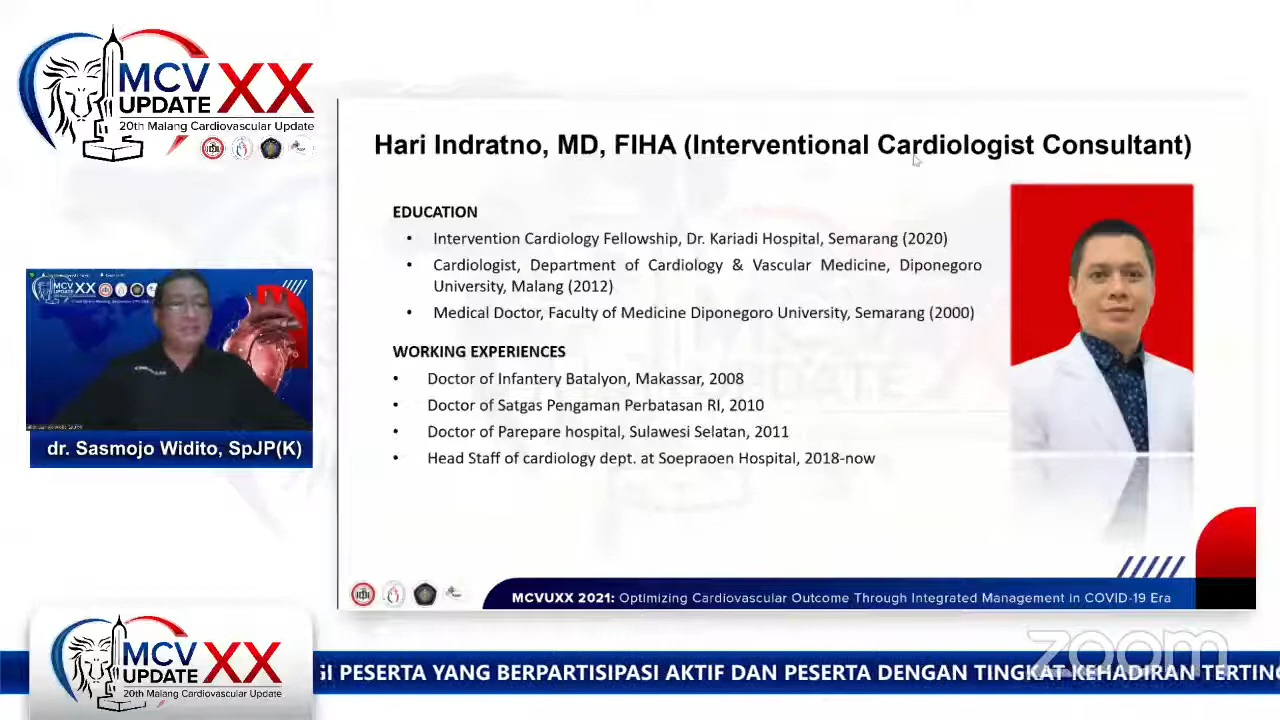 MCV XX
UPDATE
20th Malang Cardiovascular Update
Hari Indratno, MD, FIHA (Interventional Cardiologist Consultant)
EDUCATION
• Intervention Cardiology Fellowship, Dr. Kariadi Hospital, Semarang (2020)
• Cardiologist, Department of Cardiology & Vascular Medicine, Diponegoro
University, Malang (2012)
• Medical Doctor, Faculty of Medicine Diponegoro University, Semarang (2000)
WORKING EXPERIENCES
• Doctor of Infantery Batalyon, Makassar, 2008
• Doctor of Satgas Pengaman Perbatasan RI, 2010
• Doctor of Parepare hospital, Sulawesi Selatan, 2011
• Head Staff of cardiology dept. at Soepraoen Hospital, 2018-now
MCV XX
UPDATE
dr. Sasmojo Widito, SpJP(K)
MCVUXX 2021: Optimizing Cardiovascular Outcome Through Integrated Management in COVID-19 Era
zoom
MCV XX
UPDATE
20th Malang Cardiovascular Update
GI PESERTA YANG BERPARTISIPASI AKTIF DAN PESERTA DENGAN TINGKAT KEHADIRAN TERTING